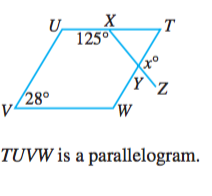 U X T
125°
x°
Y Z
28°
V W
TUVW is a parallelogram.